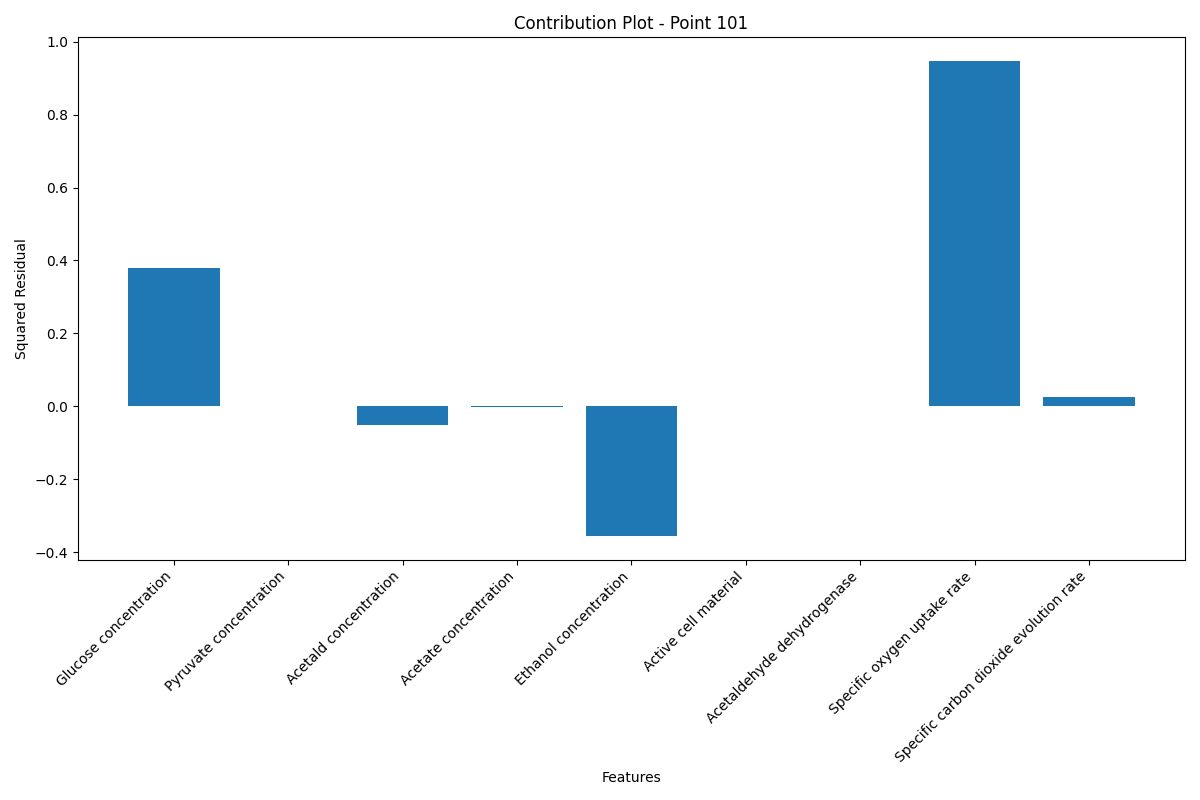 Contribution Plot - Point 101
Squared Residual
1.0
0.8
0.6
0.4
0.2
0.0
−0.2
−0.4
Glucose concentration
Pyruvate concentration
Acetald concentration
Acetate concentration
Ethanol concentration
Active cell material
Acetaldehyde dehydrogenase
Specific oxygen uptake rate
Specific carbon dioxide evolution rate
Features